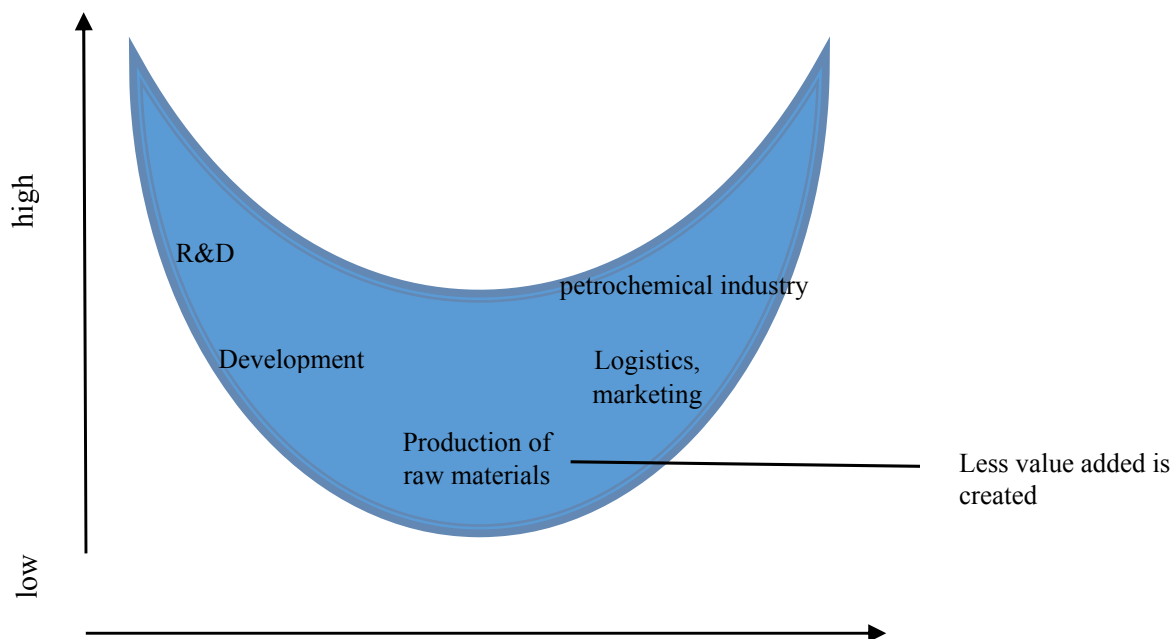 high
R&D
petrochemical industry
Development
Logistics,
marketing
Production of
raw materials
Less value added is
created
low